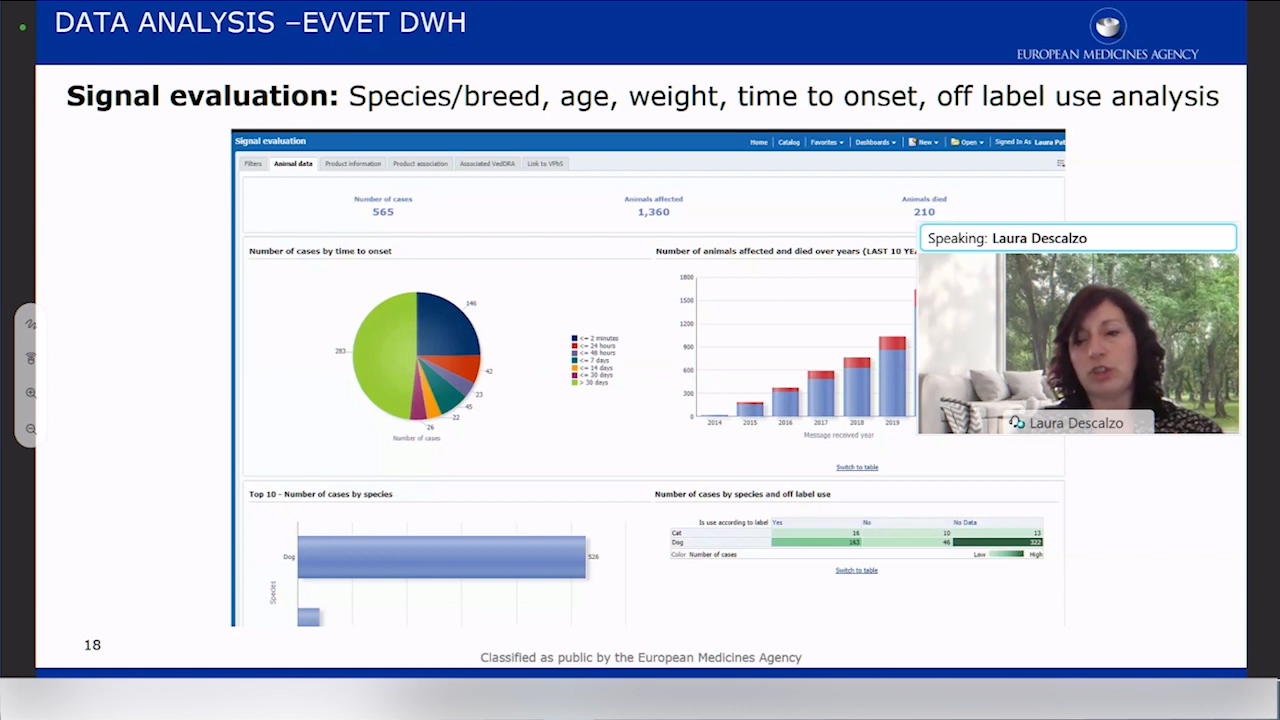 DATA ANALYSIS –EVVET DWH
EUROPEAN MEDICINES AGENCY
Signal evaluation: Species/breed, age, weight, time to onset, off label use analysis
Signal evaluation
Home Catalog Favorites Dashboards New Open Signed In As Laura Pat
Filters Animal data Product information Product association Associated VedDRA Link to VPhS
Number of cases Animals affected Animals died
565 1,360 210
Speaking: Laura Descalzo
Number of cases by time to onset
Number of animals affected and died over years (LAST 10 YEA
146
42
23
45
22
26
283
Number of cases
<= 2 minutes
<= 24 hours
<= 48 hours
<= 7 days
<= 14 days
<= 30 days
> 30 days
1800
1500
1200
900
600
300
0
2014 2015 2016 2017 2018 2019
Message received year
Switch to table
Laura Descalzo
Top 10 - Number of cases by species
Dog
526
Species
Number of cases by species and off label use
Is use according to label Yes No No Data
Cat 16 10 13
Dog 163 46 322
Color Number of cases Low High
Switch to table
18
Classified as public by the European Medicines Agency